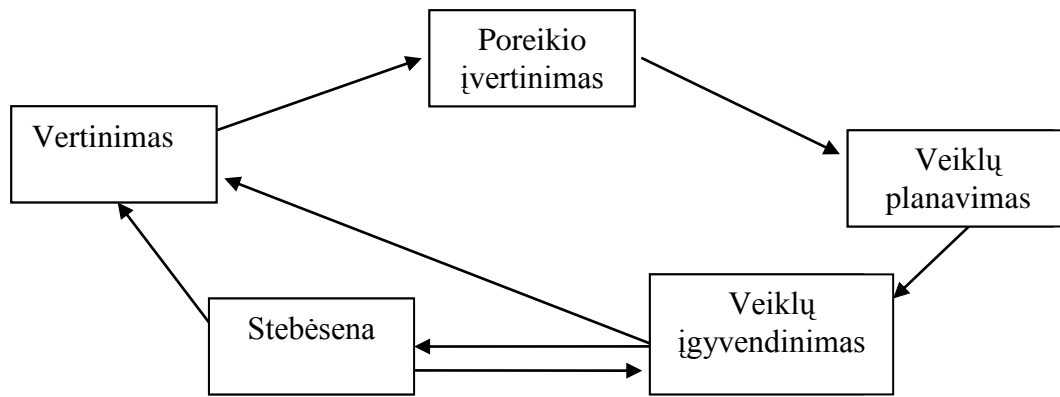 Poreikio
įvertinimas
Vertinimas
Veiklų
planavimas
Veiklų
įgyvendinimas
Stebėsena